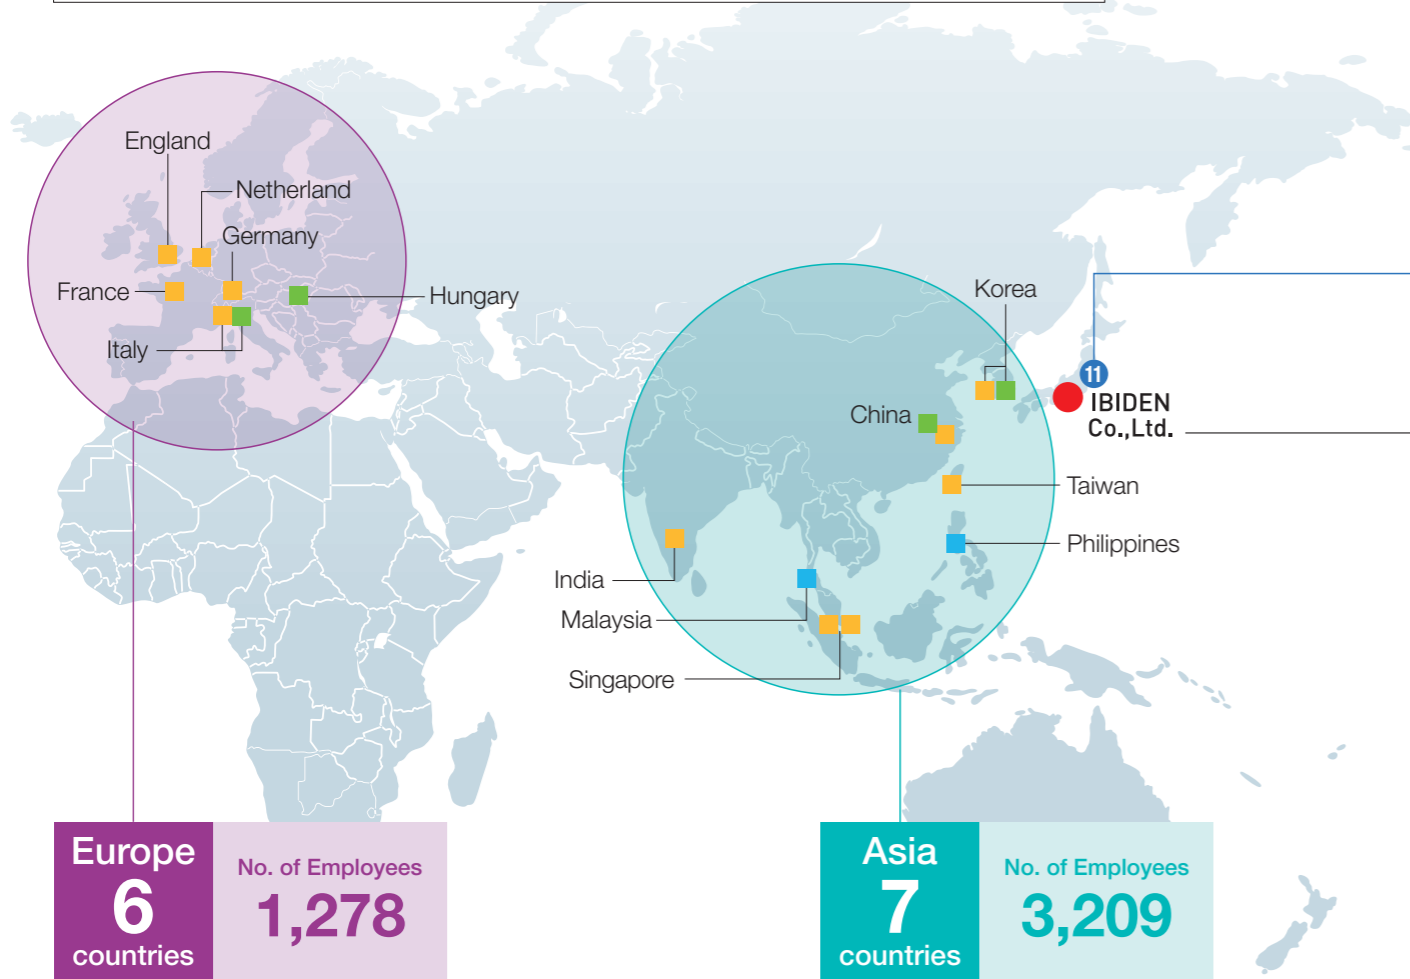 England
Netherland
Germany
France
Hungary
Italy
Korea
11
IBIDEN
Co.,Ltd.
China
Taiwan
Philippines
India
Malaysia
Singapore
Europe
6
countries
No. of Employees
1,278
Asia
7
countries
No. of Employees
3,209